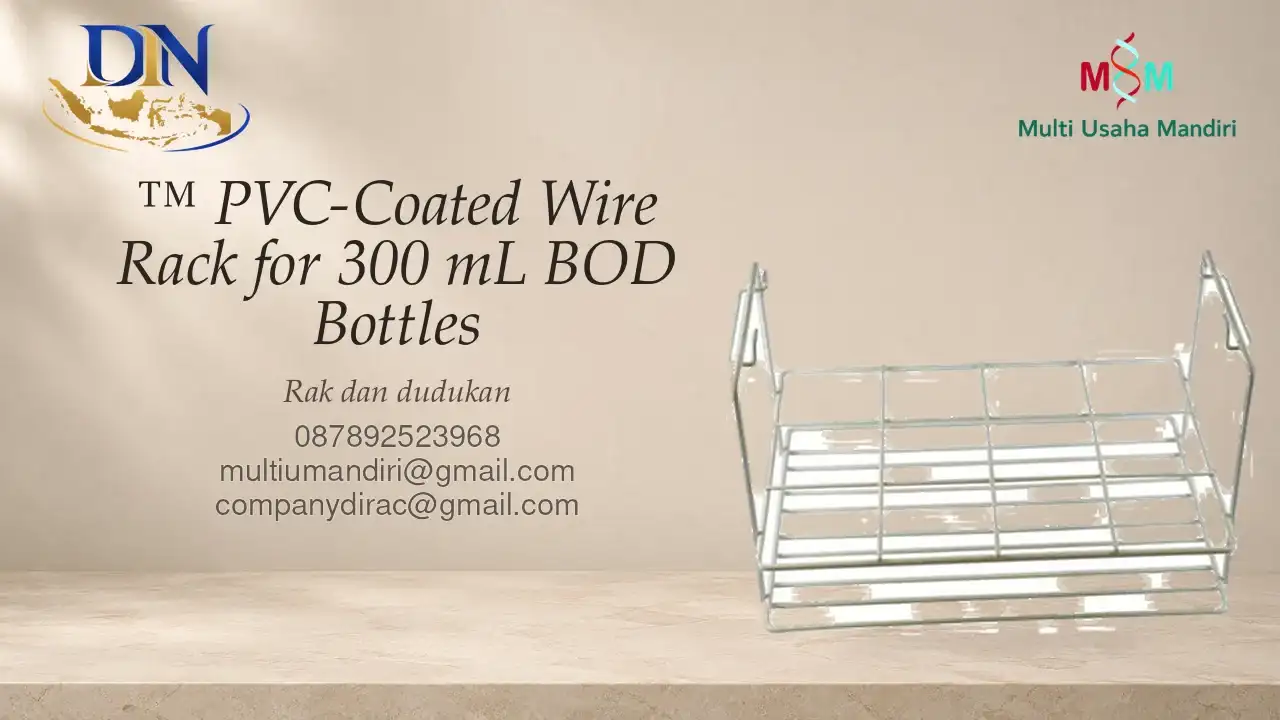 DN
M M
Multi Usaha Mandiri
™ PVC-Coated Wire
Rack for 300 mL BOD
Bottles
Rak dan dudukan
087892523968
multiumandiri@gmail.com
companydirac@gmail.com